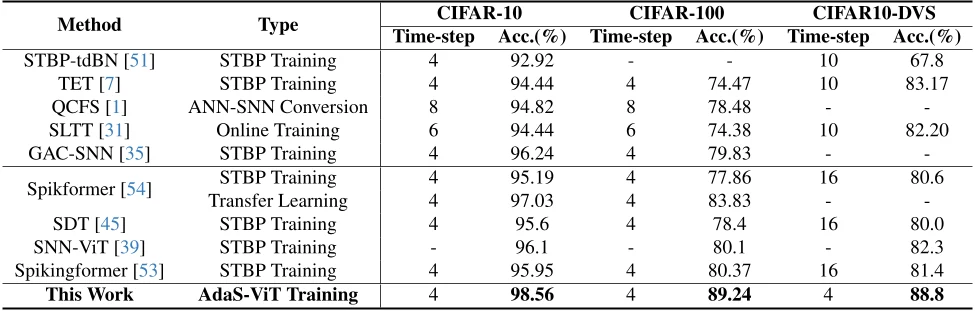 Method Type CIFAR-10 CIFAR-100 CIFAR10-DVS
Time-step Acc.(%) Time-step Acc.(%) Time-step Acc.(%)
STBP-tdBN [51] STBP Training 4 92.92 - - 10 67.8
TET [7] STBP Training 4 94.44 4 74.47 10 83.17
QCFS [1] ANN-SNN Conversion 8 94.82 8 78.48 - -
SLTT [31] Online Training 6 94.44 6 74.38 10 82.20
GAC-SNN [35] STBP Training 4 96.24 4 79.83 - -
Spikformer [54] STBP Training 4 95.19 4 77.86 16 80.6
Transfer Learning 4 97.03 4 83.83 - -
SDT [45] STBP Training 4 95.6 4 78.4 16 80.0
SNN-ViT [39] STBP Training - 96.1 - 80.1 - 82.3
Spikingformer [53] STBP Training 4 95.95 4 80.37 16 81.4
This Work AdaS-ViT Training 4 98.56 4 89.24 4 88.8